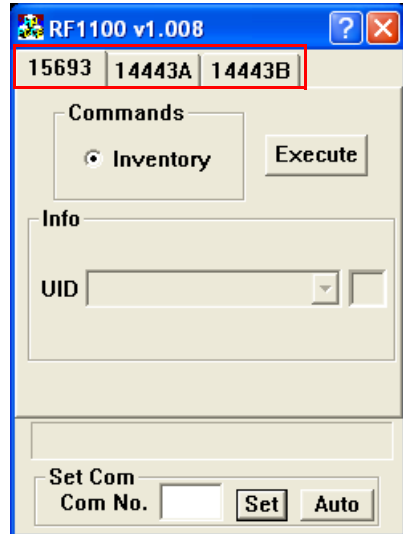 RF1100 v1.008
15693 14443A 14443B
Commands
Inventory Execute
Info
UID
Set Com
Com No. Set Auto